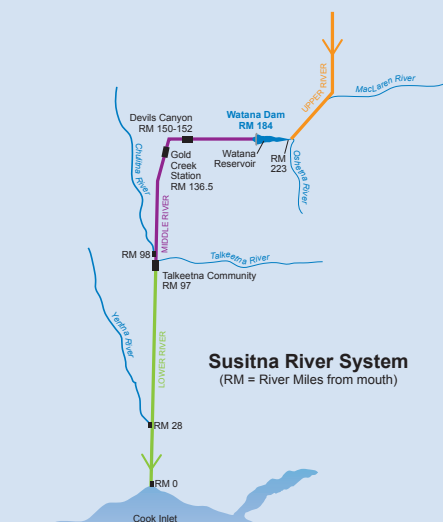 UPPER RIVER
MacLaren River
Devils Canyon
RM 150-152
Watana Dam
RM 184
Chulitna River
Gold
Creek
Station
RM 136.5
Watana
Reservoir
RM
223
Oshetna River
MIDDLE RIVER
RM 98
Talkeetna River
Talkeetna Community
RM 97
Yentna River
LOWER RIVER
Susitna River System
(RM = River Miles from mouth)
RM 28
RM 0
Cook Inlet